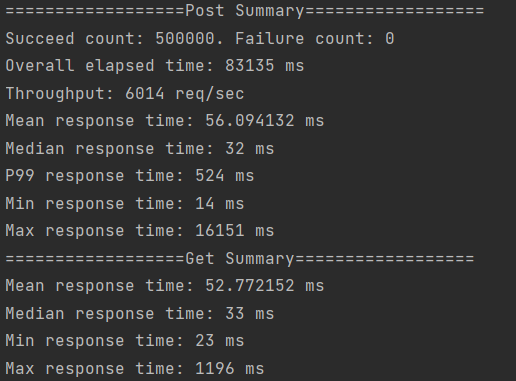 ==================Post Summary==================
Succeed count: 500000. Failure count: 0
Overall elapsed time: 83135 ms
Throughput: 6014 req/sec
Mean response time: 56.094132 ms
Median response time: 32 ms
P99 response time: 524 ms
Min response time: 14 ms
Max response time: 16151 ms
==================Get Summary==================
Mean response time: 52.772152 ms
Median response time: 33 ms
Min response time: 23 ms
Max response time: 1196 ms